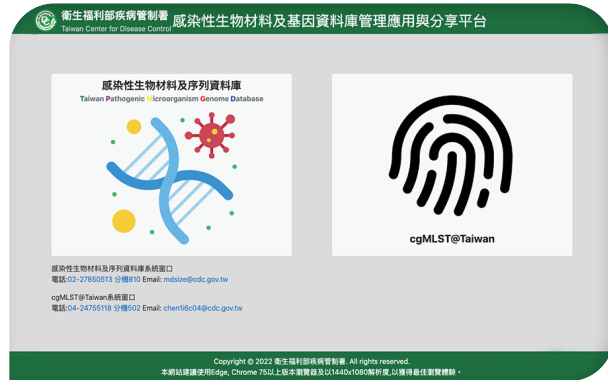 衛生福利部疾病管制署
Taiwan Center for Disease Control
感染性生物材料及基因資料庫管理應用與分享平台
感染性生物材料及序列資料庫
Taiwan Pathogenic Microorganism Genome Database
cgMLST@Taiwan
感染性生物材料及序列資料庫系統窗口
電話:02-27850513 分機810 Email: mdsize@cdc.gov.tw
cgMLST@Taiwan系統窗口
電話:04-24755118 分機502 Email: chen1i6c04@cdc.gov.tw
Copyright © 2022 衛生福利部疾病管制署. All rights reserved.
本網站建議使用Edge, Chrome 75以上版本瀏覽器及以1440x1080解析度,以獲得最佳瀏覽體驗。